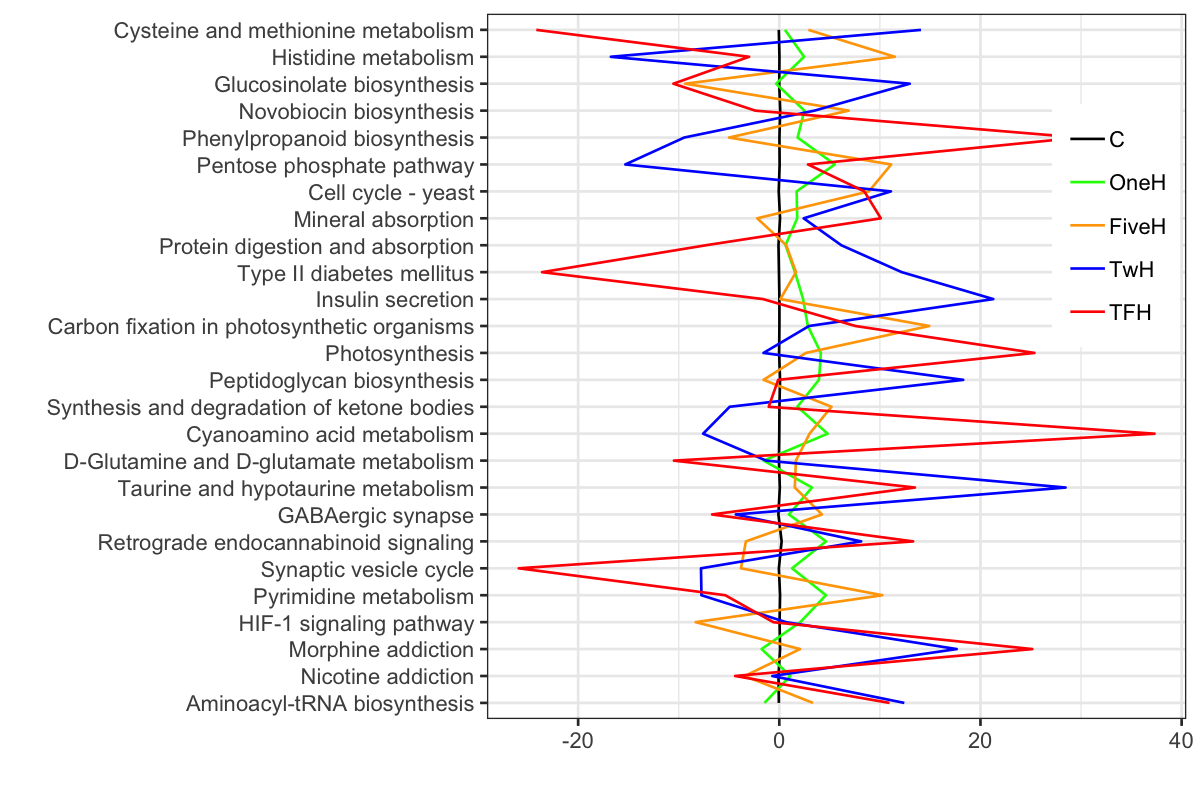 Cysteine and methionine metabolism
Histidine metabolism
Glucosinolate biosynthesis
Novobiocin biosynthesis
Phenylpropanoid biosynthesis
Pentose phosphate pathway
Cell cycle - yeast
Mineral absorption
Protein digestion and absorption
Type II diabetes mellitus
Insulin secretion
Carbon fixation in photosynthetic organisms
Photosynthesis
Peptidoglycan biosynthesis
Synthesis and degradation of ketone bodies
Cyanoamino acid metabolism
D-Glutamine and D-glutamate metabolism
Taurine and hypotaurine metabolism
GABAergic synapse
Retrograde endocannabinoid signaling
Synaptic vesicle cycle
Pyrimidine metabolism
HIF-1 signaling pathway
Morphine addiction
Nicotine addiction
Aminoacyl-tRNA biosynthesis
-20 0 20 40
C
OneH
FiveH
TwH
TFH